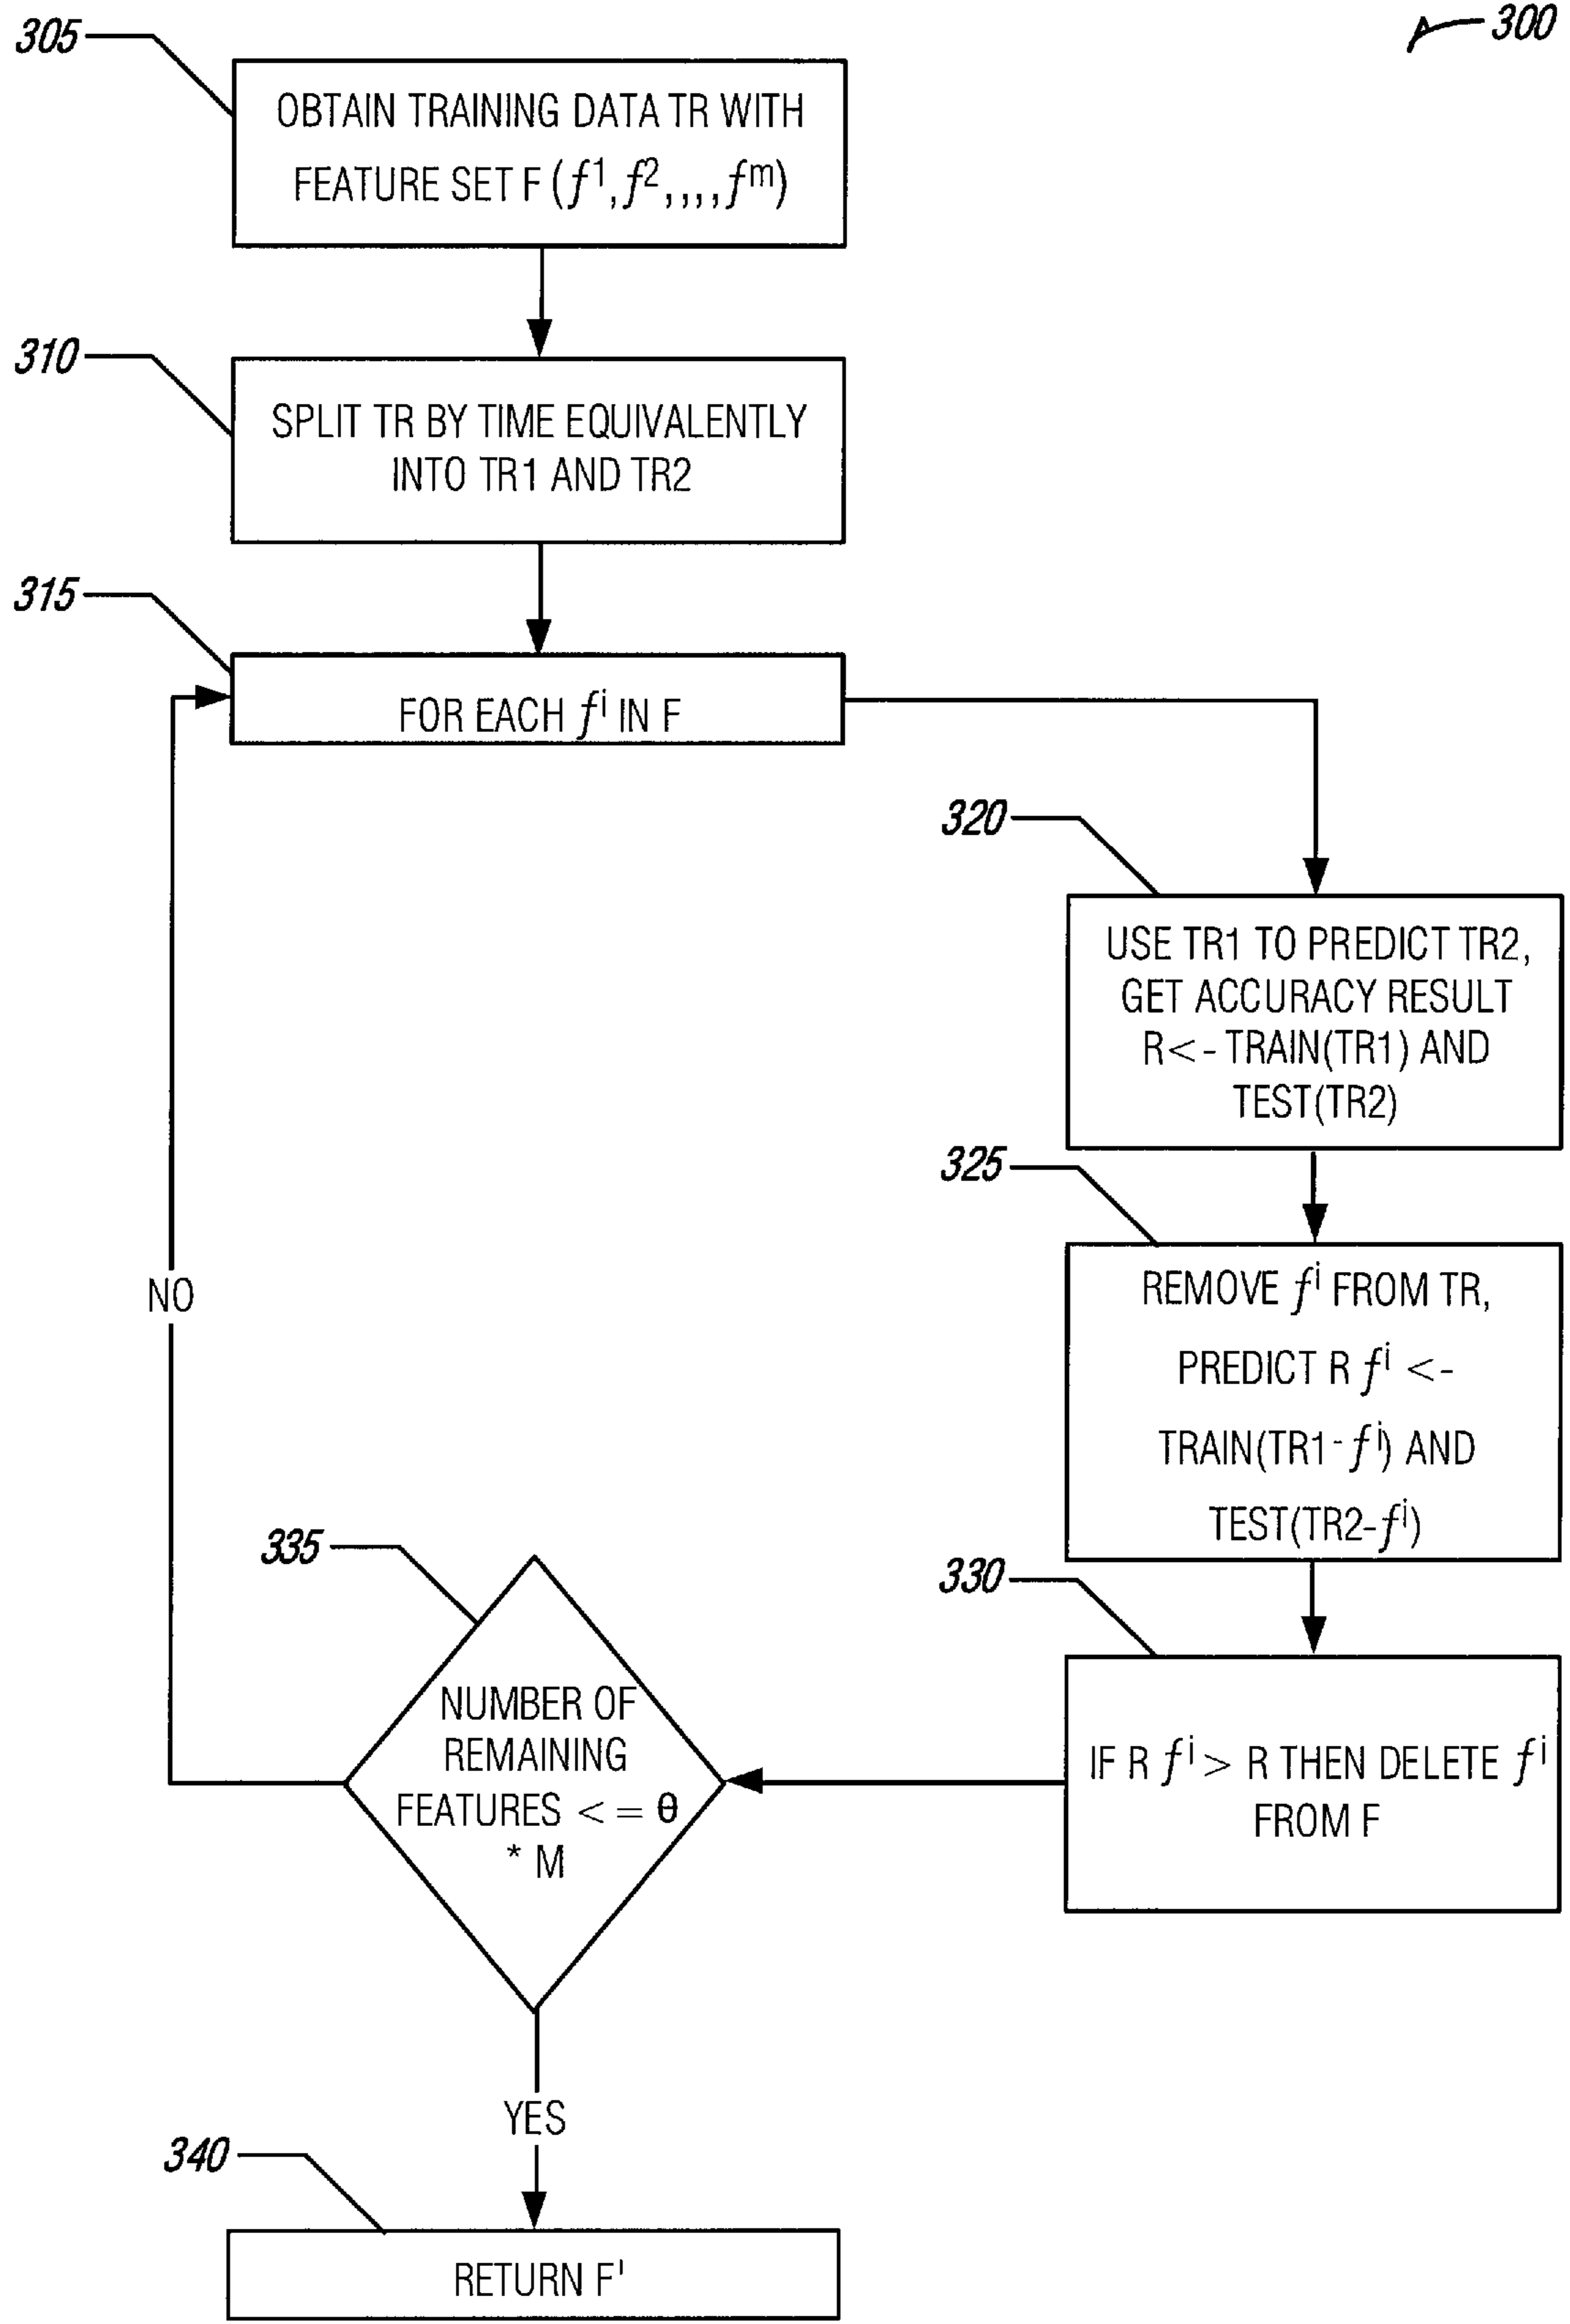 300
305
OBTAIN TRAINING DATA TR WITH
FEATURE SET F (f¹,f²,,,,fᵐ)
310
SPLIT TR BY TIME EQUIVALENTLY
INTO TR1 AND TR2
315
FOR EACH fⁱ IN F
320
USE TR1 TO PREDICT TR2,
GET ACCURACY RESULT
R<- TRAIN(TR1) AND
TEST(TR2)
325
REMOVE fⁱ FROM TR,
PREDICT R fⁱ <-
TRAIN(TR1-fⁱ) AND
TEST(TR2-fⁱ)
330
IF R fⁱ > R THEN DELETE fⁱ
FROM F
335
NUMBER OF
REMAINING
FEATURES <= θ
* M
NO
YES
340
RETURN F'